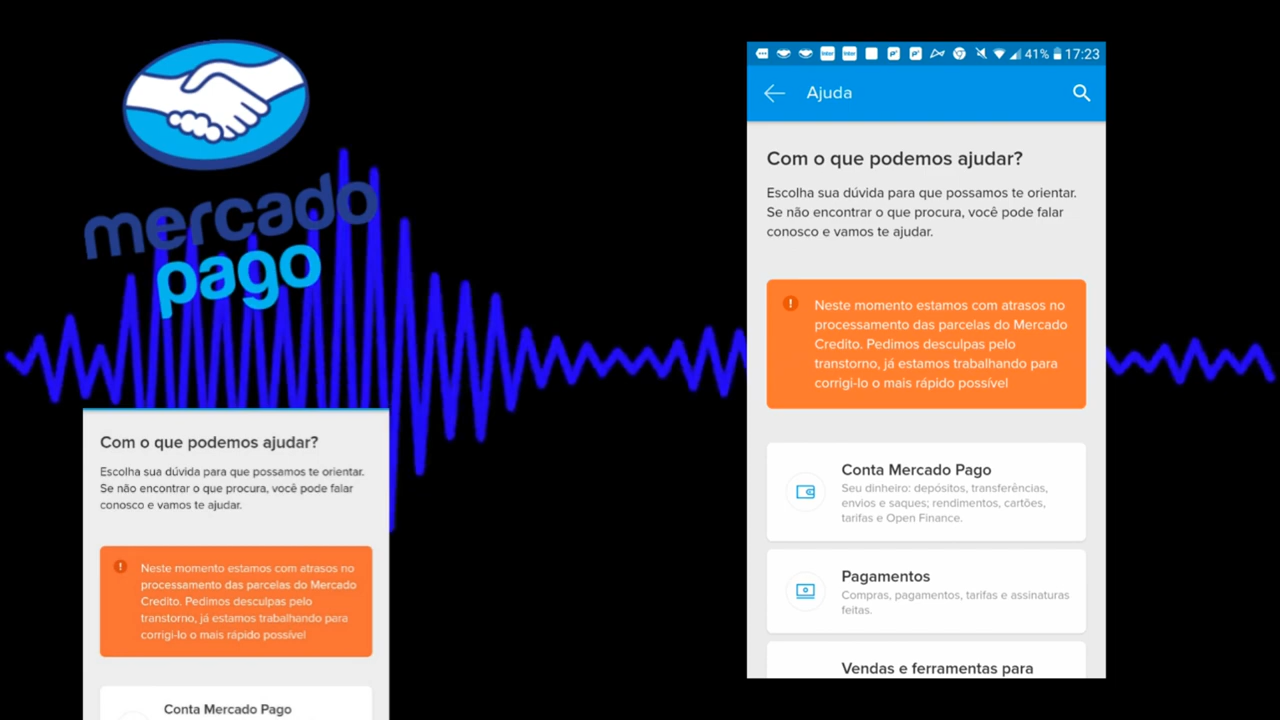 mercado
pago
Com o que podemos ajudar?
Escolha sua dúvida para que possamos te orientar.
Se não encontrar o que procura, você pode falar
conosco e vamos te ajudar.
Neste momento estamos com atrasos no
processamento das parcelas do Mercado
Credito. Pedimos desculpas pelo
transtorno, já estamos trabalhando para
corrigi-lo o mais rápido possível
Conta Mercado Pago
41% 17:23
Ajuda
Com o que podemos ajudar?
Escolha sua dúvida para que possamos te orientar.
Se não encontrar o que procura, você pode falar
conosco e vamos te ajudar.
Neste momento estamos com atrasos no
processamento das parcelas do Mercado
Credito. Pedimos desculpas pelo
transtorno, já estamos trabalhando para
corrigi-lo o mais rápido possível
Conta Mercado Pago
Seu dinheiro: depósitos, transferências,
envios e saques; rendimentos, cartões,
tarifas e Open Finance.
Pagamentos
Compras, pagamentos, tarifas e assinaturas
feitas.
Vendas e ferramentas para